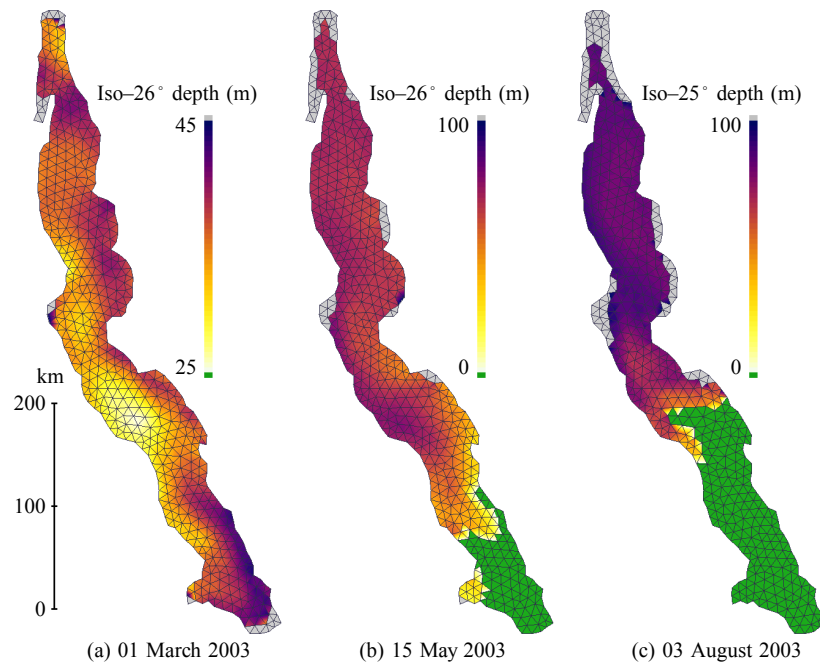 Iso–26° depth (m)
45
25
Iso–26° depth (m)
100
0
Iso–25° depth (m)
100
0
km
200
100
0
(a) 01 March 2003
(b) 15 May 2003
(c) 03 August 2003